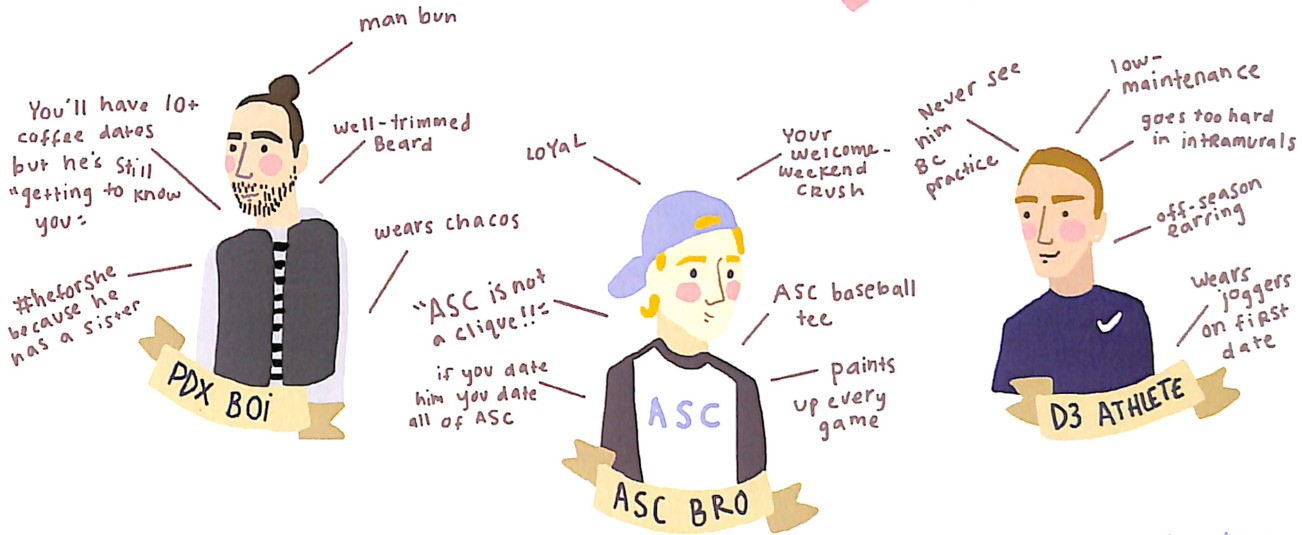 man bun
You'll have 10+
coffee dates
but he's still
"getting to know
you"
well-trimmed
Beard
wears chacos
#heforshe
because he
has a sister
PDX BOi
LOYAL
Your
welcome-
weekend
crush
"ASC is not
a clique!!"
ASC baseball
tee
if you date
him you date
all of ASC
paints
up every
game
ASC
ASC BRO
Never see
him
BC
practice
low-
maintenance
goes too hard
in intramurals
off-season
earring
wears
joggers
on first
date
D3 ATHLETE